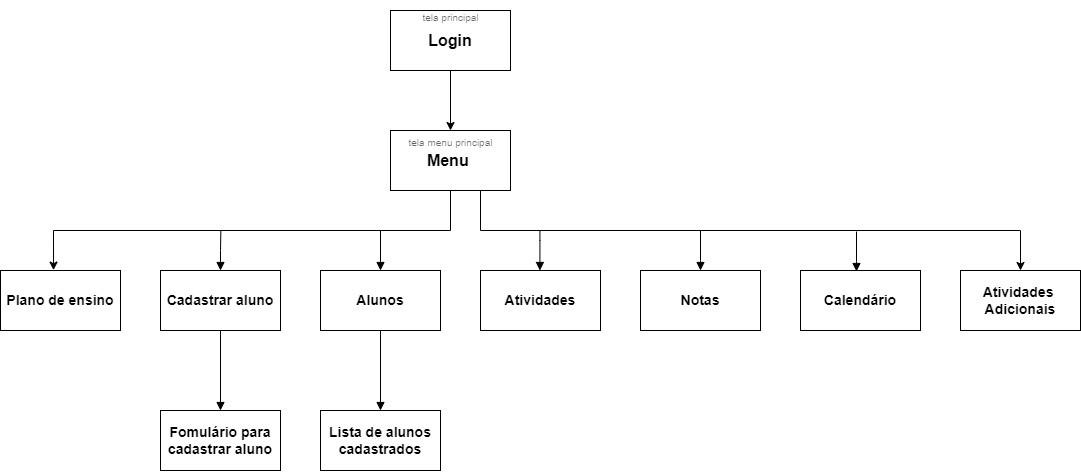 tela principal
Login
tela menu principal
Menu
Plano de ensino
Cadastrar aluno
Alunos
Atividades
Notas
Calendário
Atividades
Adicionais
Fomulário para
cadastrar aluno
Lista de alunos
cadastrados